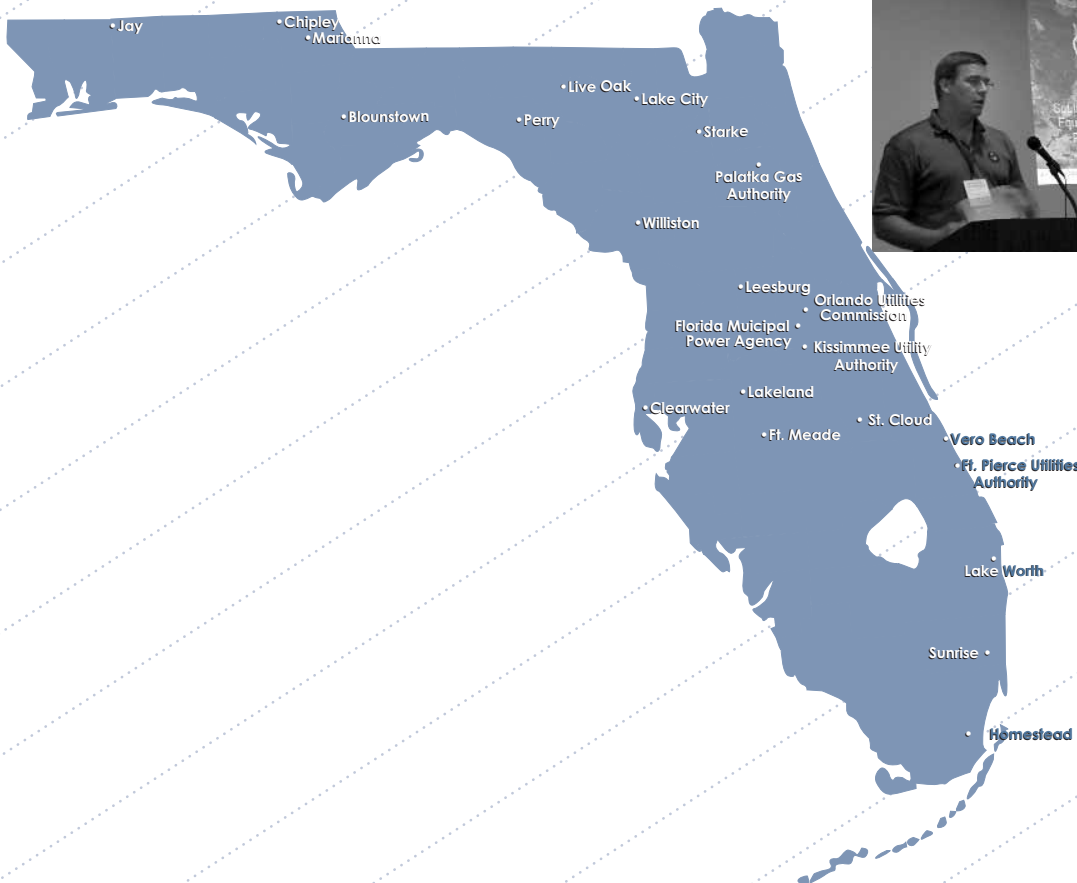 Jay
Chipley
Marianna
Live Oak
Lake City
Blounstown
Perry
Starke
Palatka Gas
Authority
Williston
Leesburg
Orlando Utilities
Commission
Florida Muicipal
Power Agency
Kissimmee Utility
Authority
Lakeland
Clearwater
St. Cloud
Ft. Meade
Vero Beach
Ft. Pierce Utilities
Authority
Lake Worth
Sunrise
Homestead